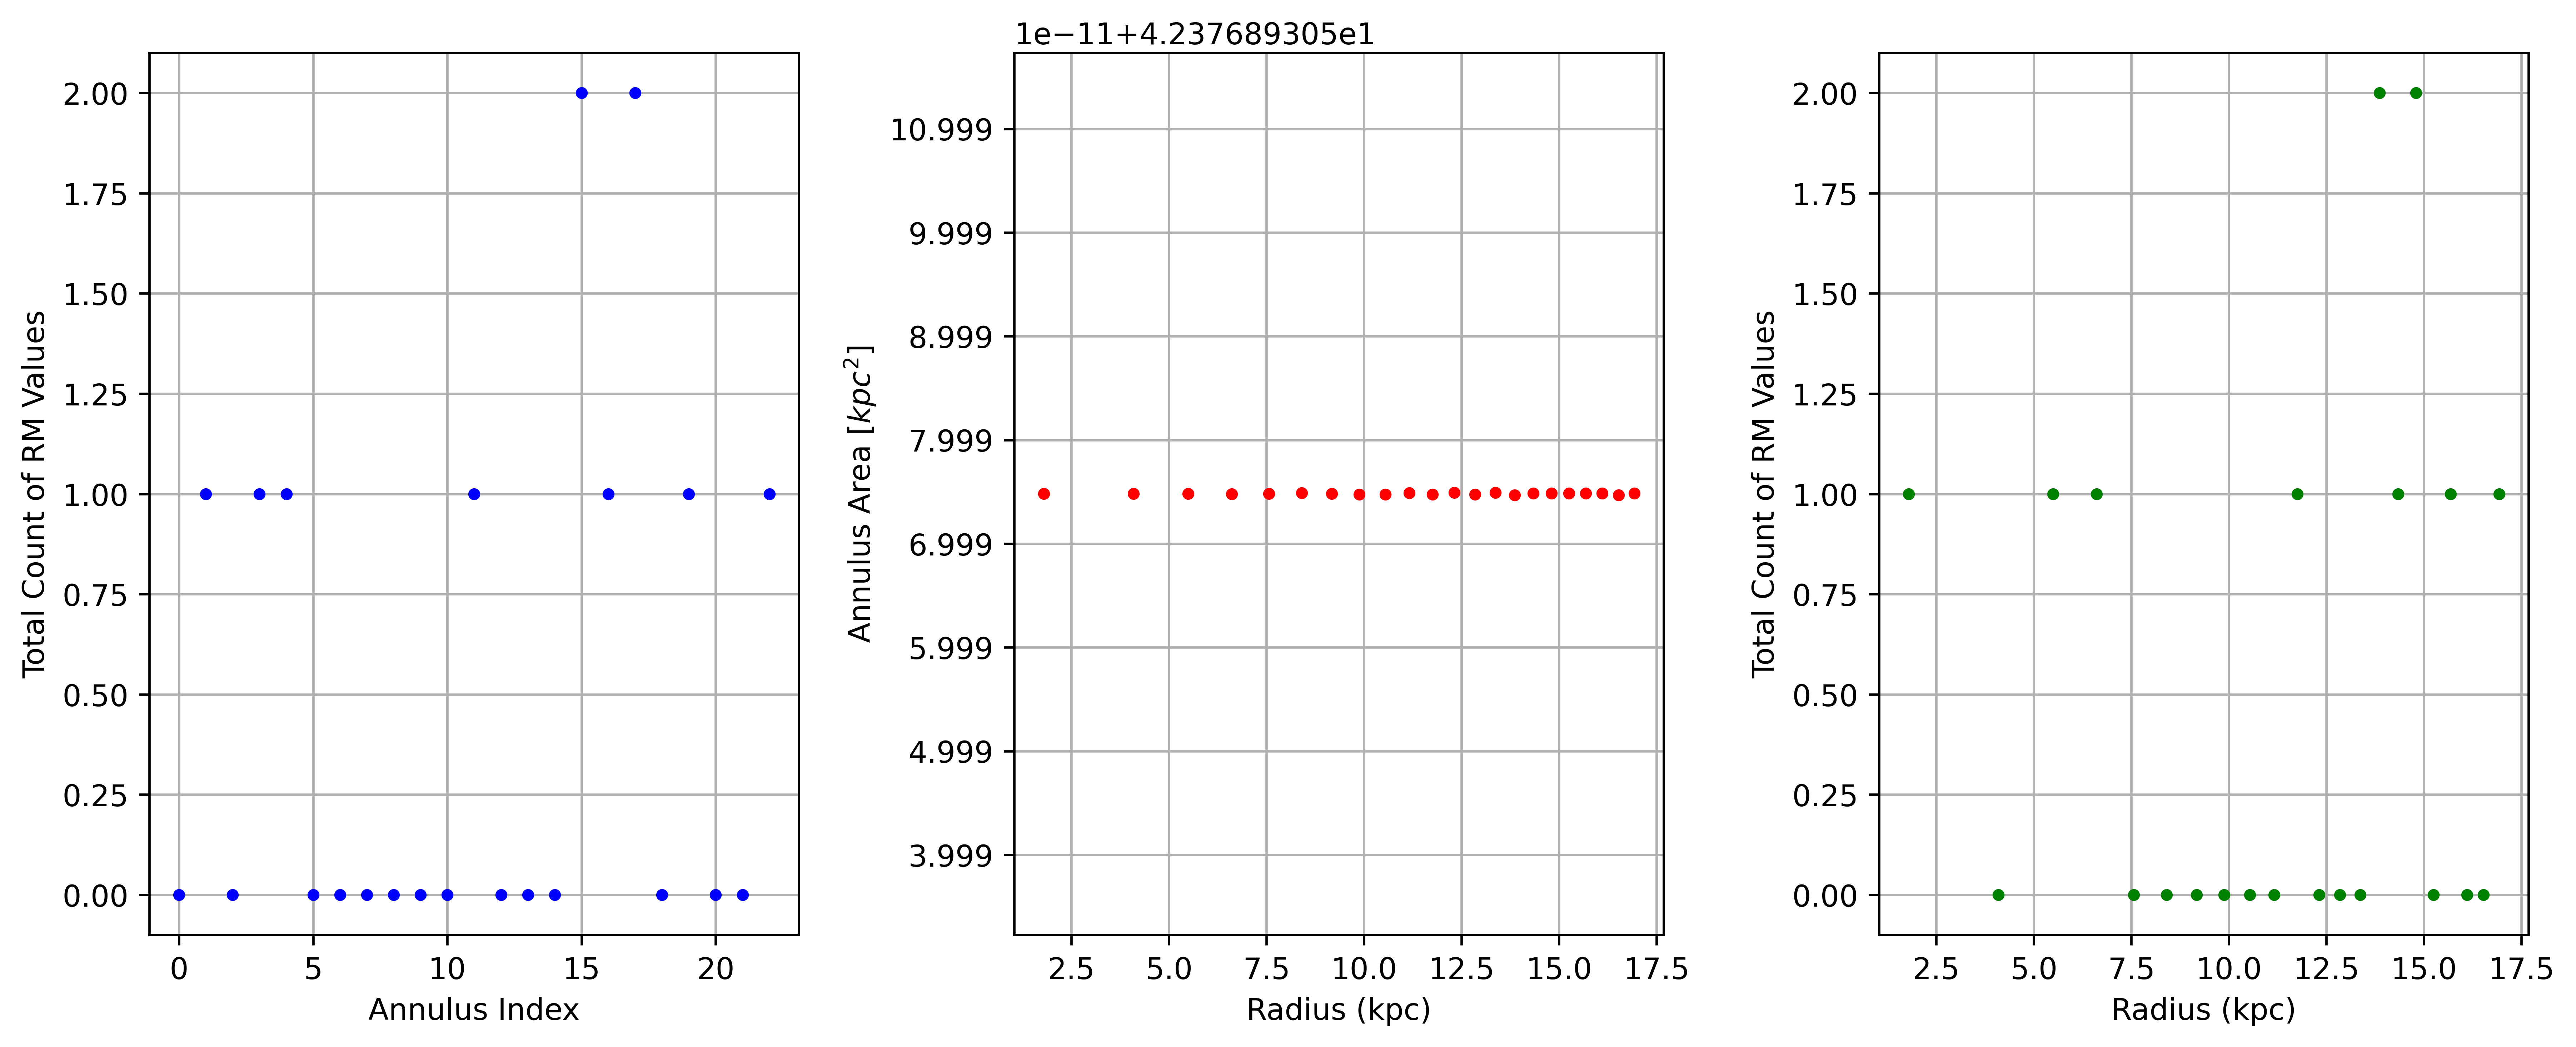 Total Count of RM Values
2.00
1.75
1.50
1.25
1.00
0.75
0.50
0.25
0.00
0 5 10 15 20
Annulus Index
1e−11+4.237689305e1
Annulus Area [kpc²]
10.999
9.999
8.999
7.999
6.999
5.999
4.999
3.999
2.5 5.0 7.5 10.0 12.5 15.0 17.5
Radius (kpc)
Total Count of RM Values
2.00
1.75
1.50
1.25
1.00
0.75
0.50
0.25
0.00
2.5 5.0 7.5 10.0 12.5 15.0 17.5
Radius (kpc)